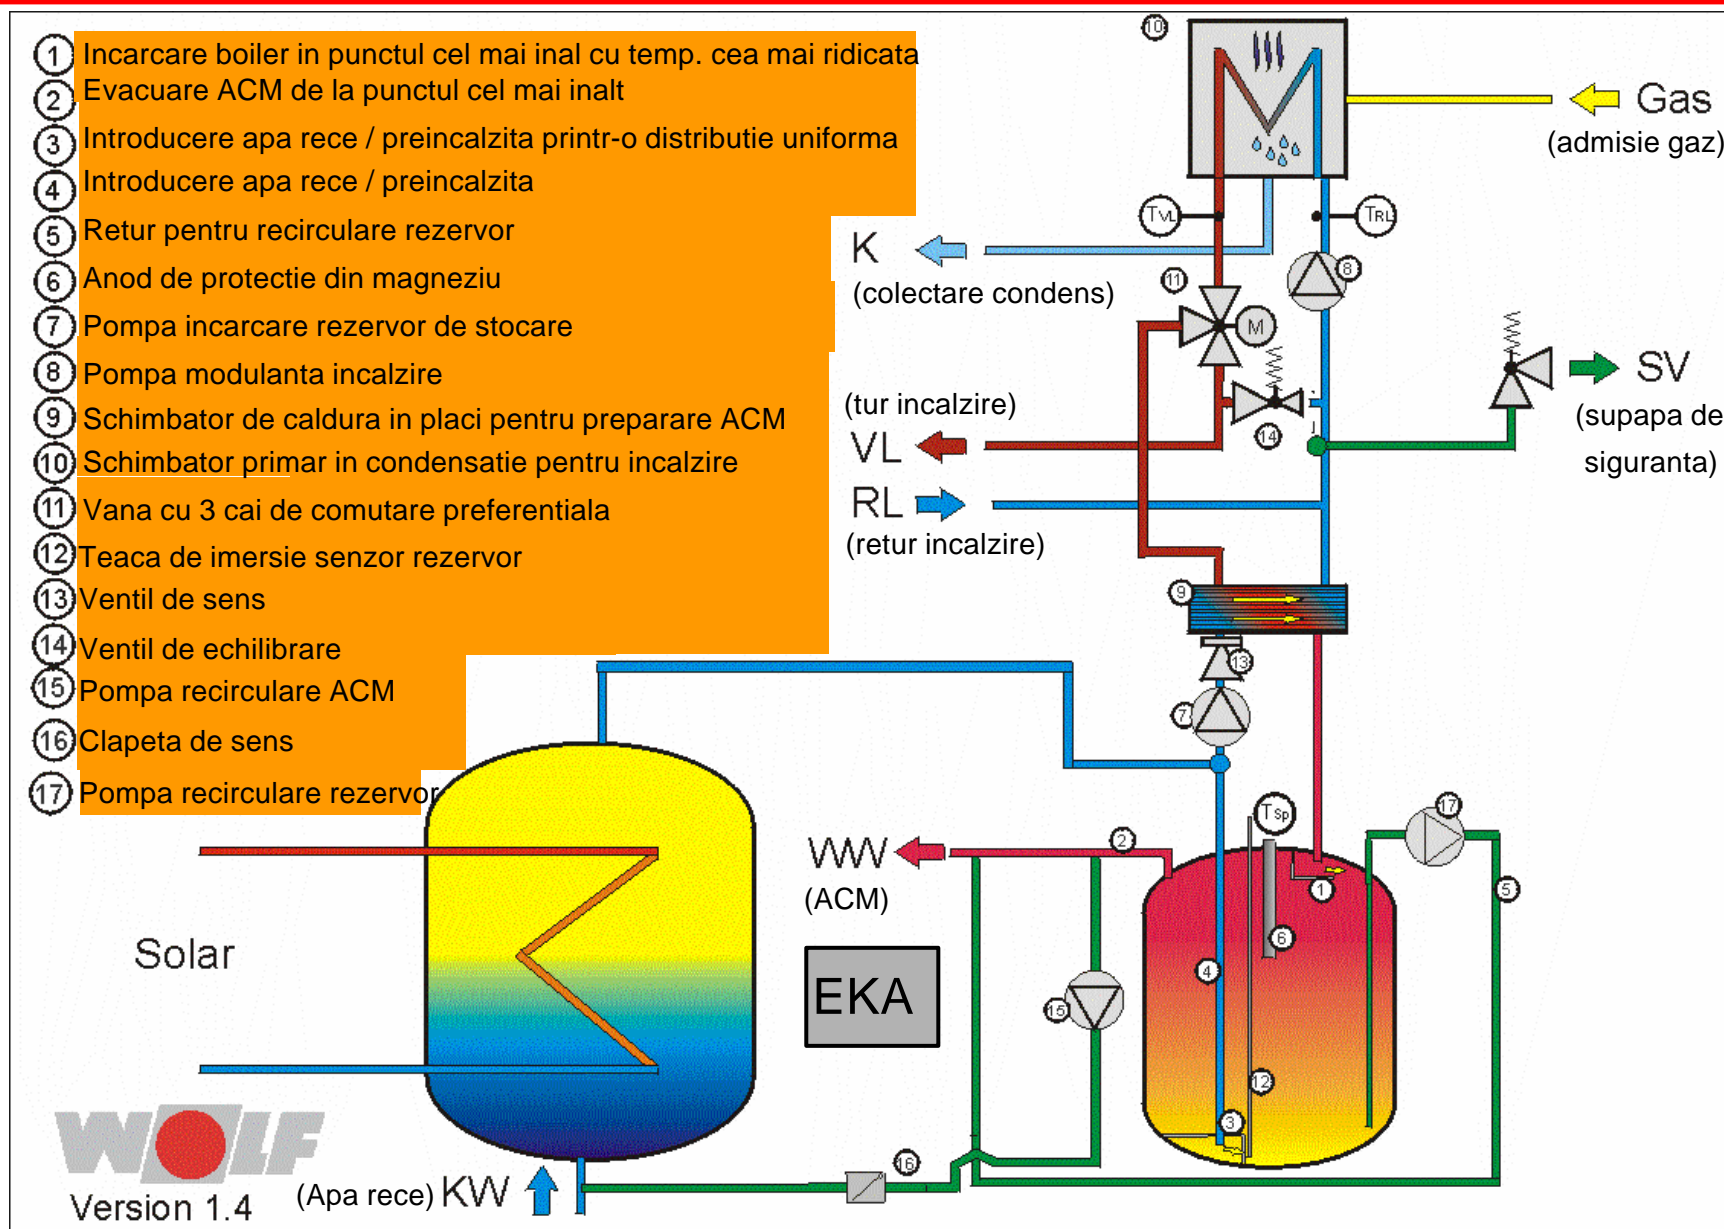 1 Incarcare boiler in punctul cel mai inal cu temp. cea mai ridicata
2 Evacuare ACM de la punctul cel mai inalt
3 Introducere apa rece / preincalzita printr-o distributie uniforma
4 Introducere apa rece / preincalzita
5 Retur pentru recirculare rezervor
6 Anod de protectie din magneziu
7 Pompa incarcare rezervor de stocare
8 Pompa modulanta incalzire
9 Schimbator de caldura in placi pentru preparare ACM
10 Schimbator primar in condensatie pentru incalzire
11 Vana cu 3 cai de comutare preferentiala
12 Teaca de imersie senzor rezervor
13 Ventil de sens
14 Ventil de echilibrare
15 Pompa recirculare ACM
16 Clapeta de sens
17 Pompa recirculare rezervor
10
Gas
(admisie gaz)
TVL
TRL
K
(colectare condens)
11
8
M
SV
(supapa de
siguranta)
(tur incalzire)
VL
14
RL
(retur incalzire)
9
13
7
TSp
17
WW
(ACM)
2
1
5
6
4
Solar
EKA
15
12
3
16
WOLF
Version 1.4
(Apa rece) KW